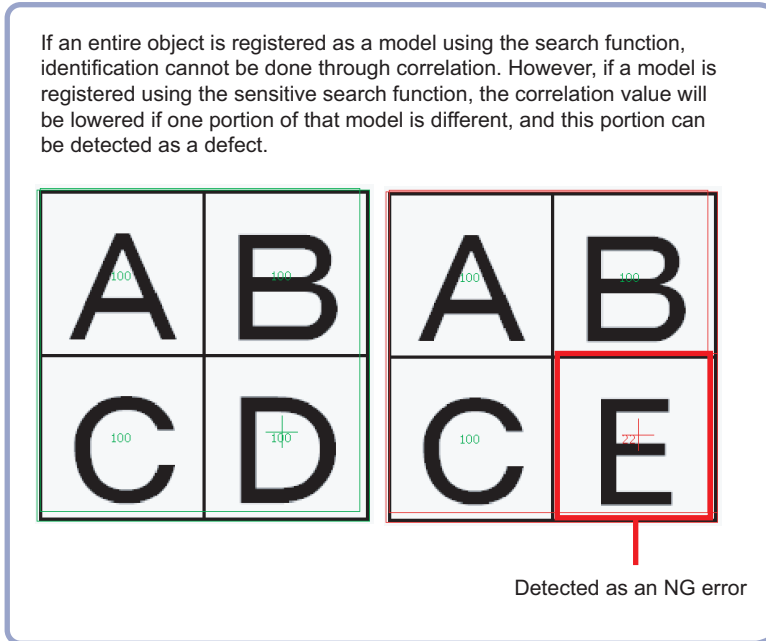 If an entire object is registered as a model using the search function,
identification cannot be done through correlation. However, if a model is
registered using the sensitive search function, the correlation value will
be lowered if one portion of that model is different, and this portion can
be detected as a defect.
A B A B
100 100 100 100
C D C E
100 100 100 22
Detected as an NG error